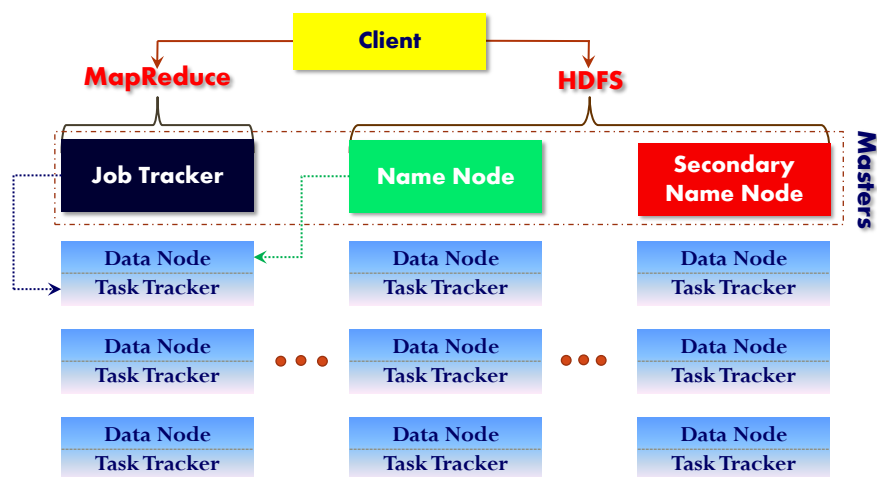 Client
MapReduce
HDFS
Job Tracker
Name Node
Secondary
Name Node
Masters
Data Node
Task Tracker
Data Node
Task Tracker
Data Node
Task Tracker
Data Node
Task Tracker
Data Node
Task Tracker
Data Node
Task Tracker
Data Node
Task Tracker
Data Node
Task Tracker
Data Node
Task Tracker